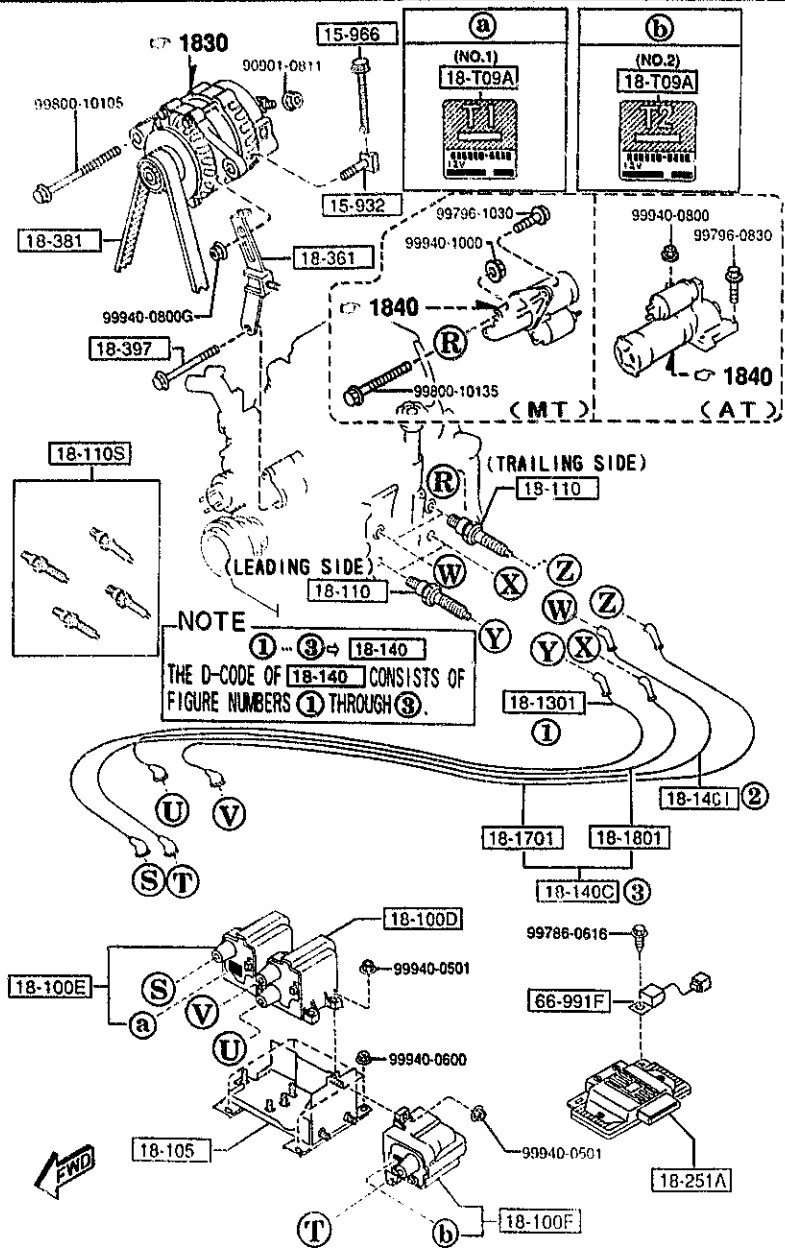 1830
15-966
90901-0811
99800-10105
ⓐ
(NO.1)
18-T09A
T1
12V
ⓑ
(NO.2)
18-T09A
T2
12V
15-932
18-381
18-361
99940-0800G
18-397
99796-1030
99940-1000
1840
R
99800-10135
(MT)
99940-0800
99796-0830
1840
(AT)
18-110S
(TRAILING SIDE)
R
18-110
(LEADING SIDE)
18-110
W
X
Z
Y
W
Z
Y
X
NOTE
① -- ③ ⇨ 18-140
THE D-CODE OF 18-140 CONSISTS OF
FIGURE NUMBERS ① THROUGH ③.
18-1301
①
U
V
S
T
18-1401 ②
18-1701
18-1801
18-140C ③
18-100D
99786-0616
18-100E
S
ⓐ
V
U
99940-0501
66-991F
99940-0600
18-105
99940-0501
18-251A
FWD
T
ⓑ
18-100F